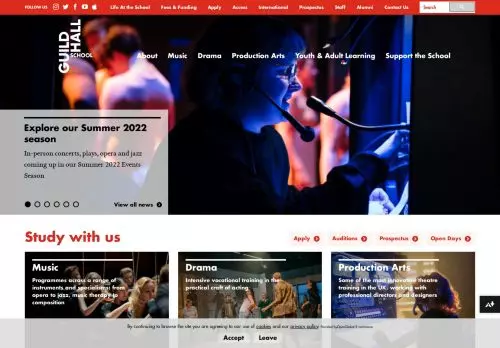 FOLLOW US
Life At the School
Fees & Funding
Apply
Access
International
Prospectus
Staff
Alumni
Contact Us
Search
GUILD
HALL
SCHOOL
About
Music
Drama
Production Arts
Youth & Adult Learning
Support the School
Explore our Summer 2022
season
In-person concerts, plays, opera and jazz
coming up in our Summer 2022 Events
Season
View all news
Study with us
Apply
Auditions
Prospectus
Open Days
Music
Programmes across a range of
instruments and specialisms: from
opera to jazz, music therapy to
composition
Drama
Intensive vocational training in the
practical craft of acting
Production Arts
Some of the most innovative theatre
training in the UK, working with
professional directors and designers
By continuing to browse the site you are agreeing to our use of cookies and our privacy policy.
Accept
Leave